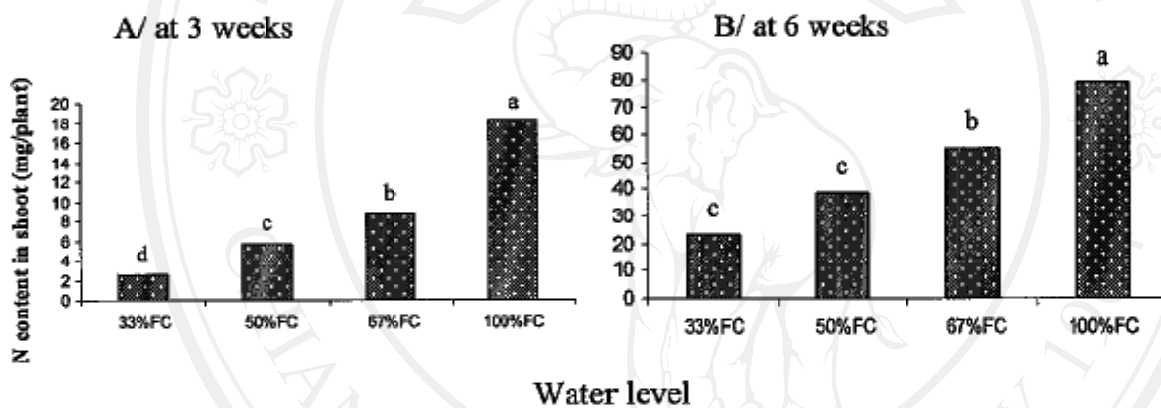 A/ at 3 weeks
B/ at 6 weeks
N content in shoot (mg/plant)
20
18
16
14
12
10
8
6
4
2
0
d
c
b
a
33%FC 50%FC 67%FC 100%FC
90
80
70
60
50
40
30
20
10
0
c
c
b
a
33%FC 50%FC 67%FC 100%FC
Water level